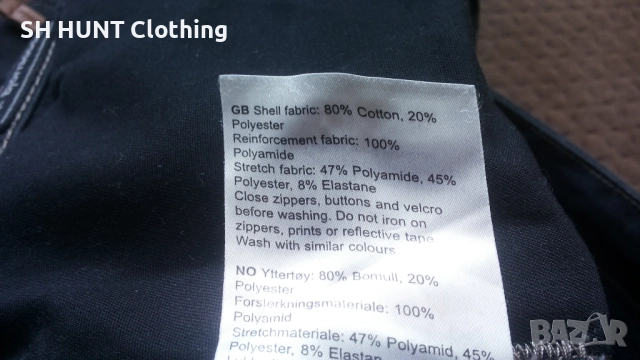 SH HUNT Clothing
GB Shell fabric: 80% Cotton, 20%
Polyester
Reinforcement fabric: 100%
Polyamide
Stretch fabric: 47% Polyamide, 45%
Polyester, 8% Elastane
Close zippers, buttons and velcro
before washing. Do not iron on
zippers, prints or reflective tape
Wash with similar colours
NO Yttertøy: 80% Bomull, 20%
Polyester
Forsterkningsmateriale: 100%
Polyamid
Stretchmateriale: 47% Polyamid, 45%
Polyester, 8% Elastan
BAZAR